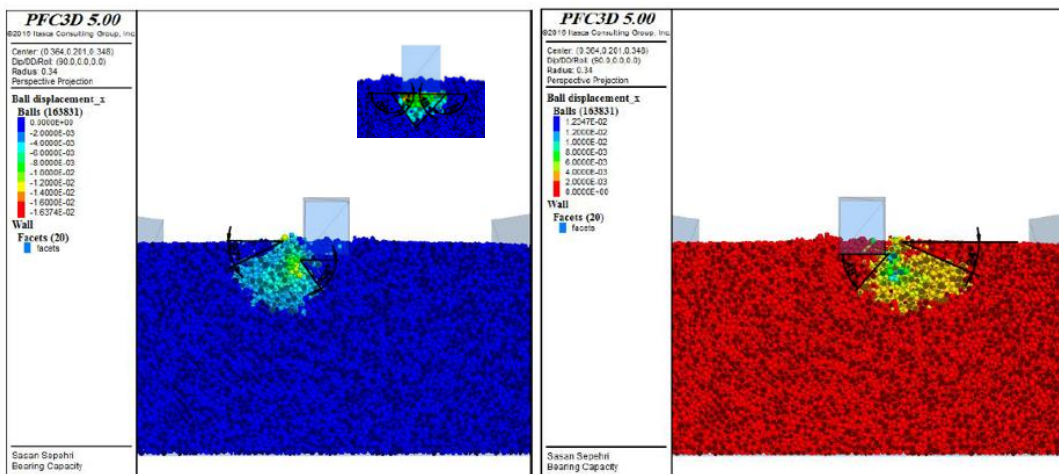 PFC3D 5.00
©2015 Itasca Consulting Group, Inc.
Center: (0.364,0.201,0.348)
Dip/DD/Roll: (90.0,0.0,0.0)
Radius: 0.34
Perspective Projection
Ball displacement_x
Balls (163831)
0.0000E+00
-2.0000E-03
-4.0000E-03
-6.0000E-03
-8.0000E-03
-1.0000E-02
-1.2000E-02
-1.4000E-02
-1.6000E-02
-1.6374E-02
Wall
Facets (20)
facets
Sasan Sepehri
Bearing Capacity
PFC3D 5.00
©2015 Itasca Consulting Group, Inc.
Center: (0.364,0.201,0.348)
Dip/DD/Roll: (90.0,0.0,0.0)
Radius: 0.34
Perspective Projection
Ball displacement_x
Balls (163831)
1.2347E-02
1.2000E-02
1.0000E-02
8.0000E-03
6.0000E-03
4.0000E-03
2.0000E-03
0.0000E+00
Wall
Facets (20)
facets
Sasan Sepehri
Bearing Capacity